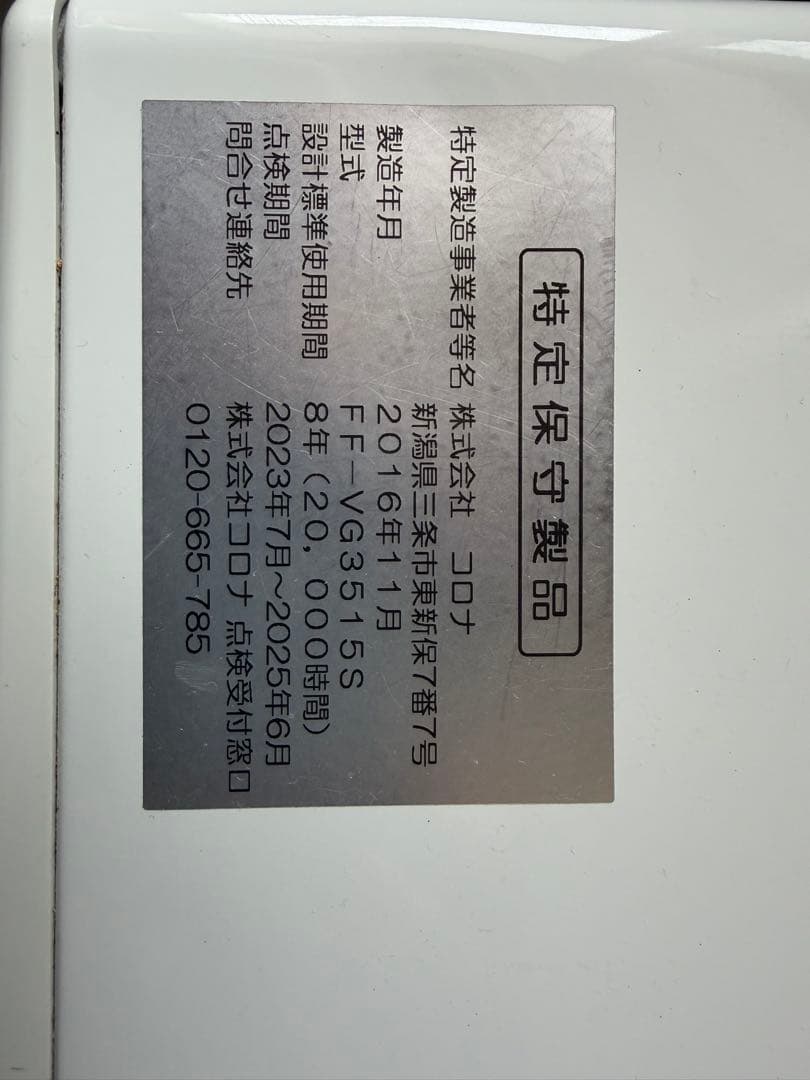 特定保守製品
特定製造事業者等名 株式会社 コロナ
新潟県三条市東新保7番7号
製造年月 2016年11月
型式 FF-VG3515S
設計標準使用期間 8年(20,000時間)
点検期間 2023年7月～2025年6月
問合せ連絡先 株式会社コロナ 点検受付窓口
0120-665-785